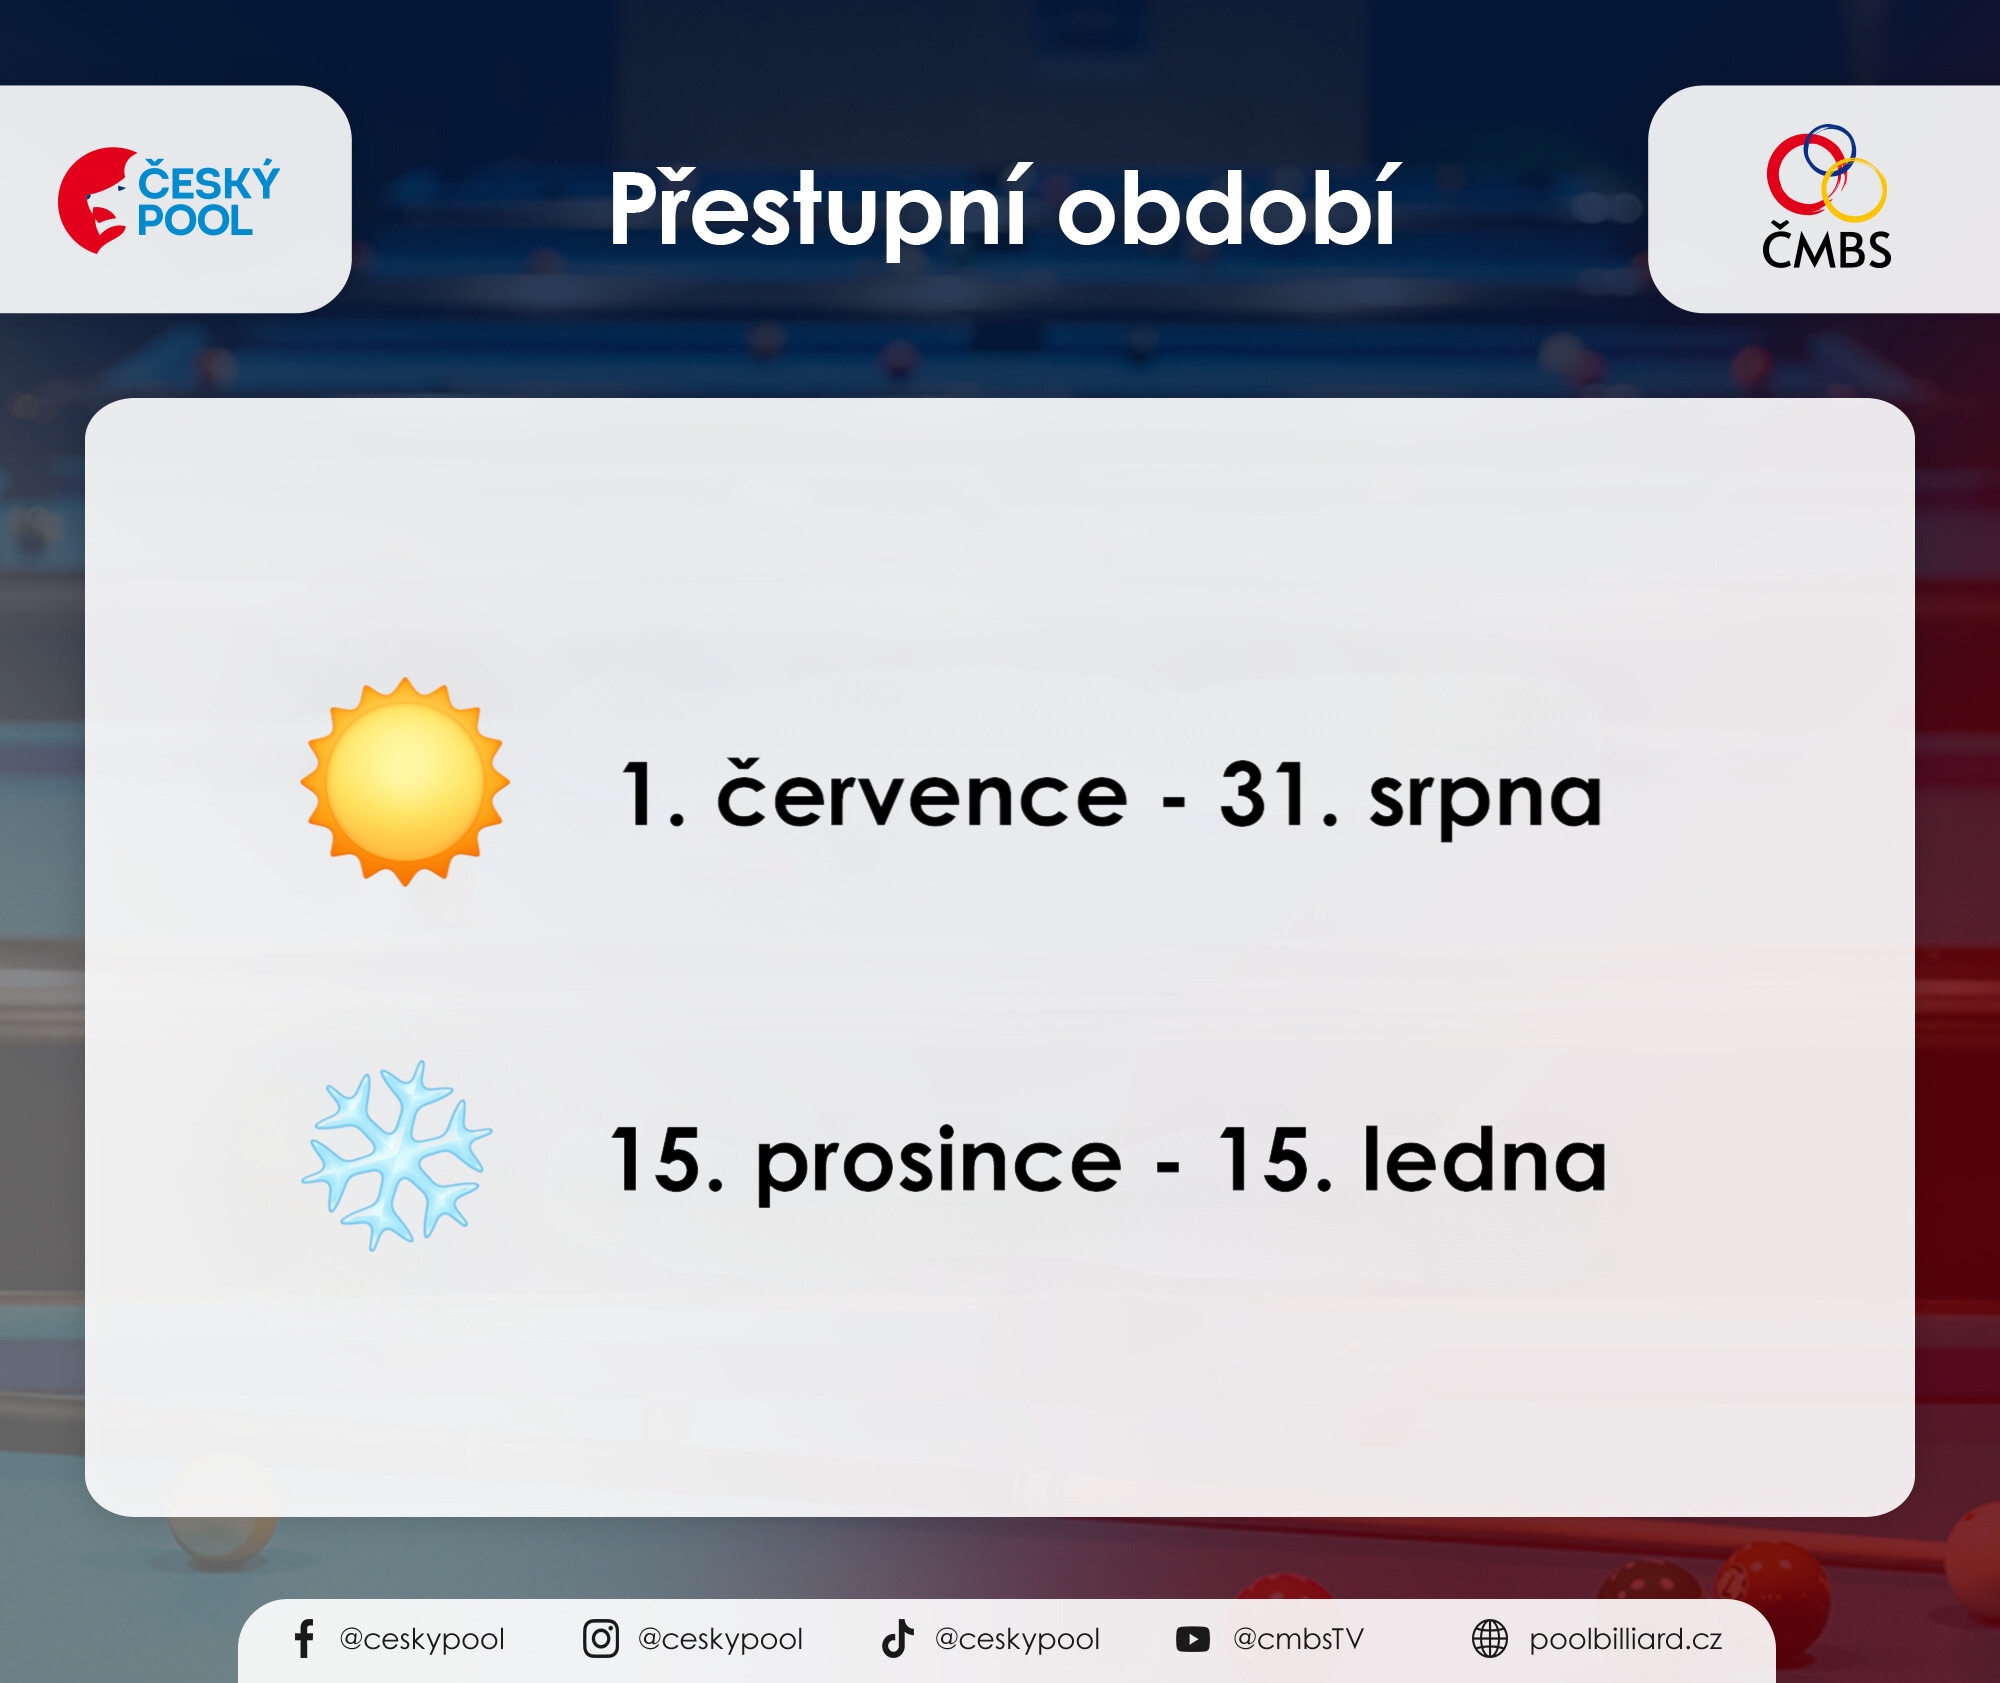 ČESKÝ
POOL
Přestupní období
ČMBS
1. července - 31. srpna
15. prosince - 15. ledna
@ceskypool
@ceskypool
@ceskypool
@cmbsTV
poolbilliard.cz